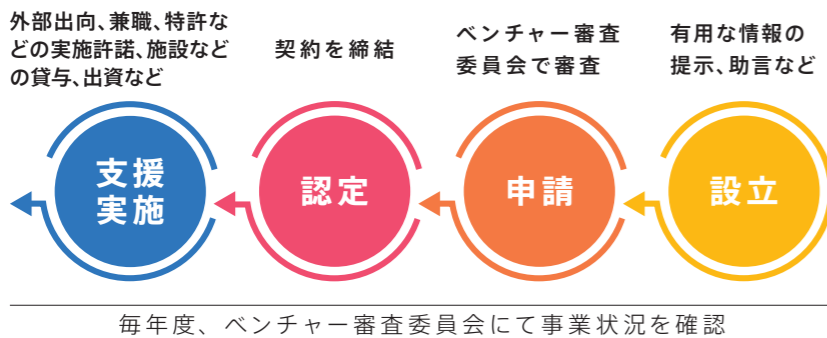 外部出向、兼職、特許な
どの実施許諾、施設など
の貸与、出資など
契約を締結
ベンチャー審査
委員会で審査
有用な情報の
提示、助言など
支援
実施
認定
申請
設立
毎年度、ベンチャー審査委員会にて事業状況を確認